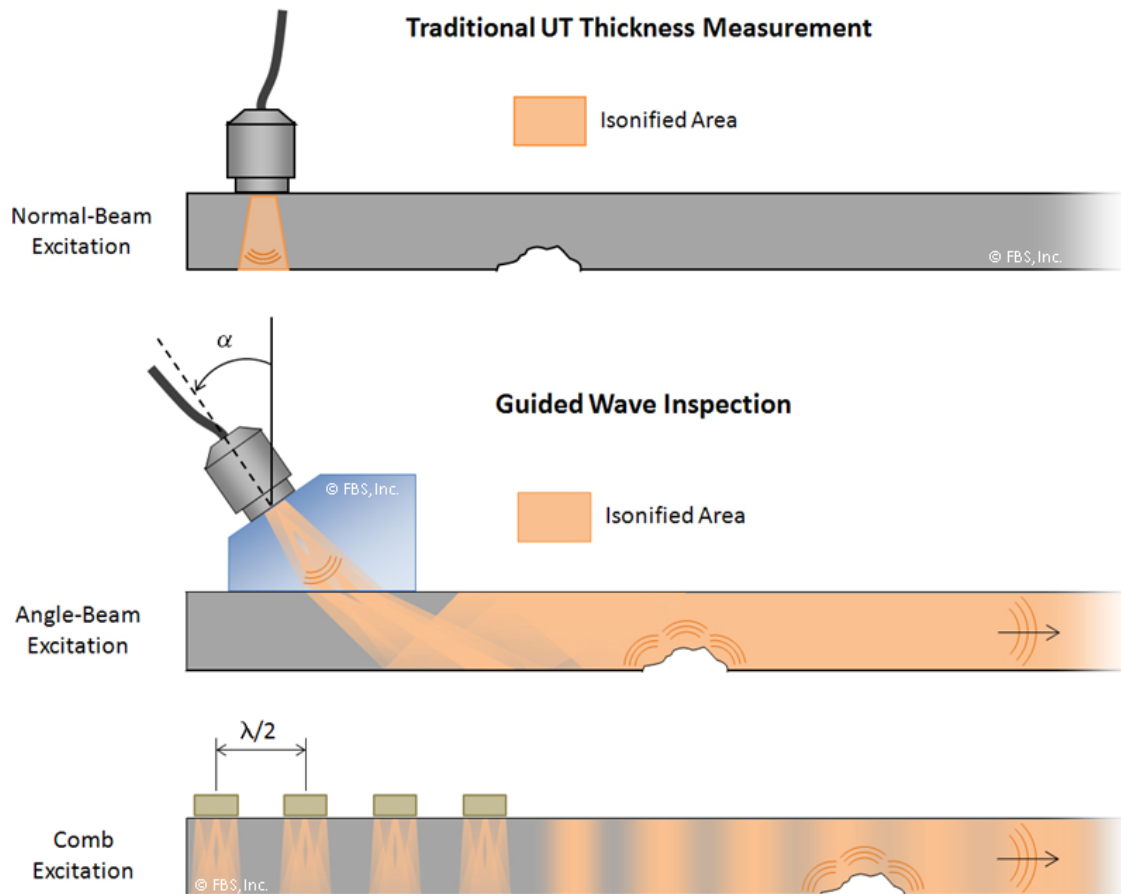 Traditional UT Thickness Measurement
Isonified Area
Normal-Beam
Excitation
© FBS, Inc.
α
Guided Wave Inspection
© FBS, Inc.
Isonified Area
Angle-Beam
Excitation
λ/2
Comb
Excitation
© FBS, Inc.